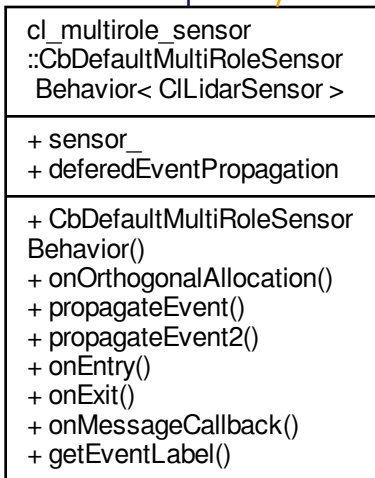 cl_multirole_sensor
::CbDefaultMultiRoleSensor
Behavior< ClLidarSensor >
+ sensor_
+ deferedEventPropagation
+ CbDefaultMultiRoleSensor
Behavior()
+ onOrthogonalAllocation()
+ propagateEvent()
+ propagateEvent2()
+ onEntry()
+ onExit()
+ onMessageCallback()
+ getEventLabel()